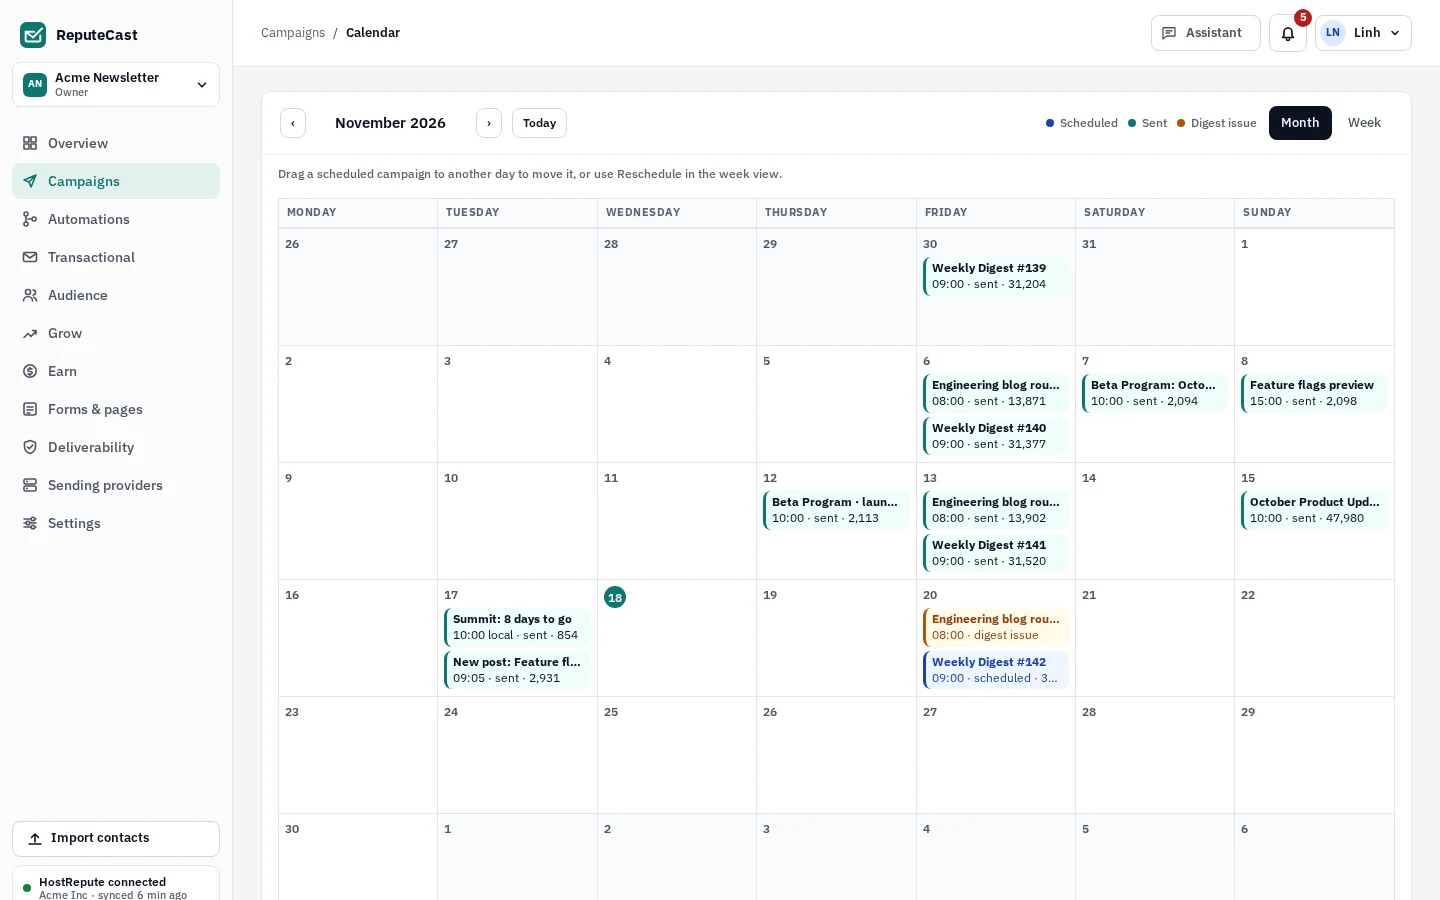 ReputeCast
AN
Acme Newsletter
Owner
Overview
Campaigns
Automations
Transactional
Audience
Grow
Earn
Forms & pages
Deliverability
Sending providers
Settings
Import contacts
HostRepute connected
Acme Inc · synced 6 min ago
Campaigns / Calendar
Assistant
5
LN
Linh
‹
November 2026
›
Today
Scheduled
Sent
Digest issue
Month
Week
Drag a scheduled campaign to another day to move it, or use Reschedule in the week view.
MONDAY
TUESDAY
WEDNESDAY
THURSDAY
FRIDAY
SATURDAY
SUNDAY
26
27
28
29
30
Weekly Digest #139
09:00 · sent · 31,204
31
1
2
3
4
5
6
Engineering blog rou…
08:00 · sent · 13,871
Weekly Digest #140
09:00 · sent · 31,377
7
Beta Program: Octo…
10:00 · sent · 2,094
8
Feature flags preview
15:00 · sent · 2,098
9
10
11
12
Beta Program · laun…
10:00 · sent · 2,113
13
Engineering blog rou…
08:00 · sent · 13,902
Weekly Digest #141
09:00 · sent · 31,520
14
15
October Product Upd…
10:00 · sent · 47,980
16
17
Summit: 8 days to go
10:00 local · sent · 854
New post: Feature fl…
09:05 · sent · 2,931
18
19
20
Engineering blog rou…
08:00 · digest issue
Weekly Digest #142
09:00 · scheduled · 3…
21
22
23
24
25
26
27
28
29
30
1
2
3
4
5
6